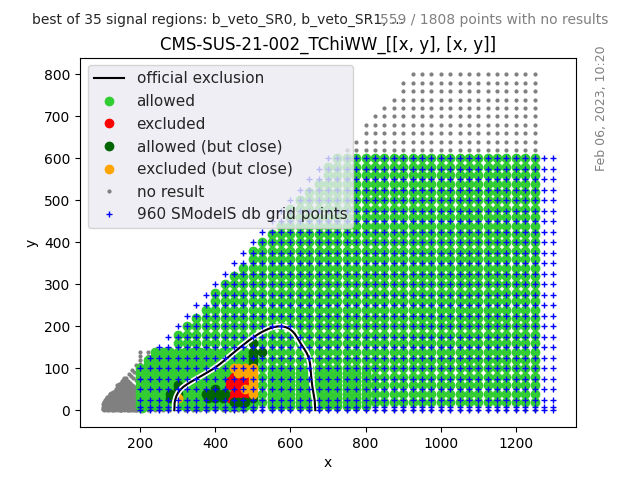 best of 35 signal regions: b_veto_SR0, b_veto_SR1, ...
559 / 1808 points with no results
CMS-SUS-21-002_TChiWW_[[x, y], [x, y]]
official exclusion
allowed
excluded
allowed (but close)
excluded (but close)
no result
960 SModelS db grid points
Feb 06, 2023, 10:20
y
800
700
600
500
400
300
200
100
0
200 400 600 800 1000 1200
x